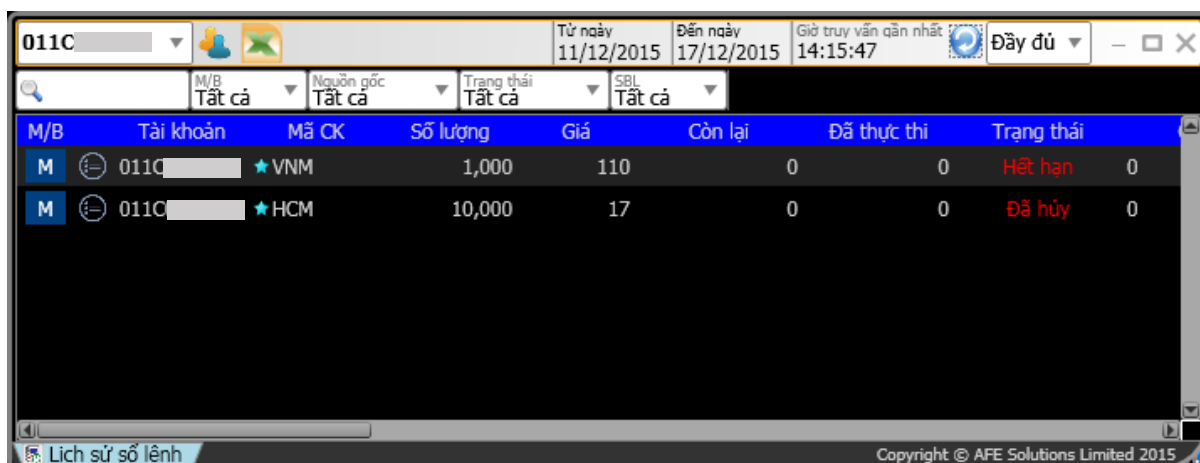 011C
Từ ngày
11/12/2015
Đến ngày
17/12/2015
Giờ truy vấn gần nhất
14:15:47
Đầy đủ
M/B
Tất cả
Nguồn gốc
Tất cả
Trạng thái
Tất cả
SBL
Tất cả
M/B Tài khoản Mã CK Số lượng Giá Còn lại Đã thực thi Trạng thái
M 011C VNM 1,000 110 0 0 Hết hạn 0
M 011C HCM 10,000 17 0 0 Đã hủy 0
Lịch sử sổ lệnh
Copyright © AFE Solutions Limited 2015